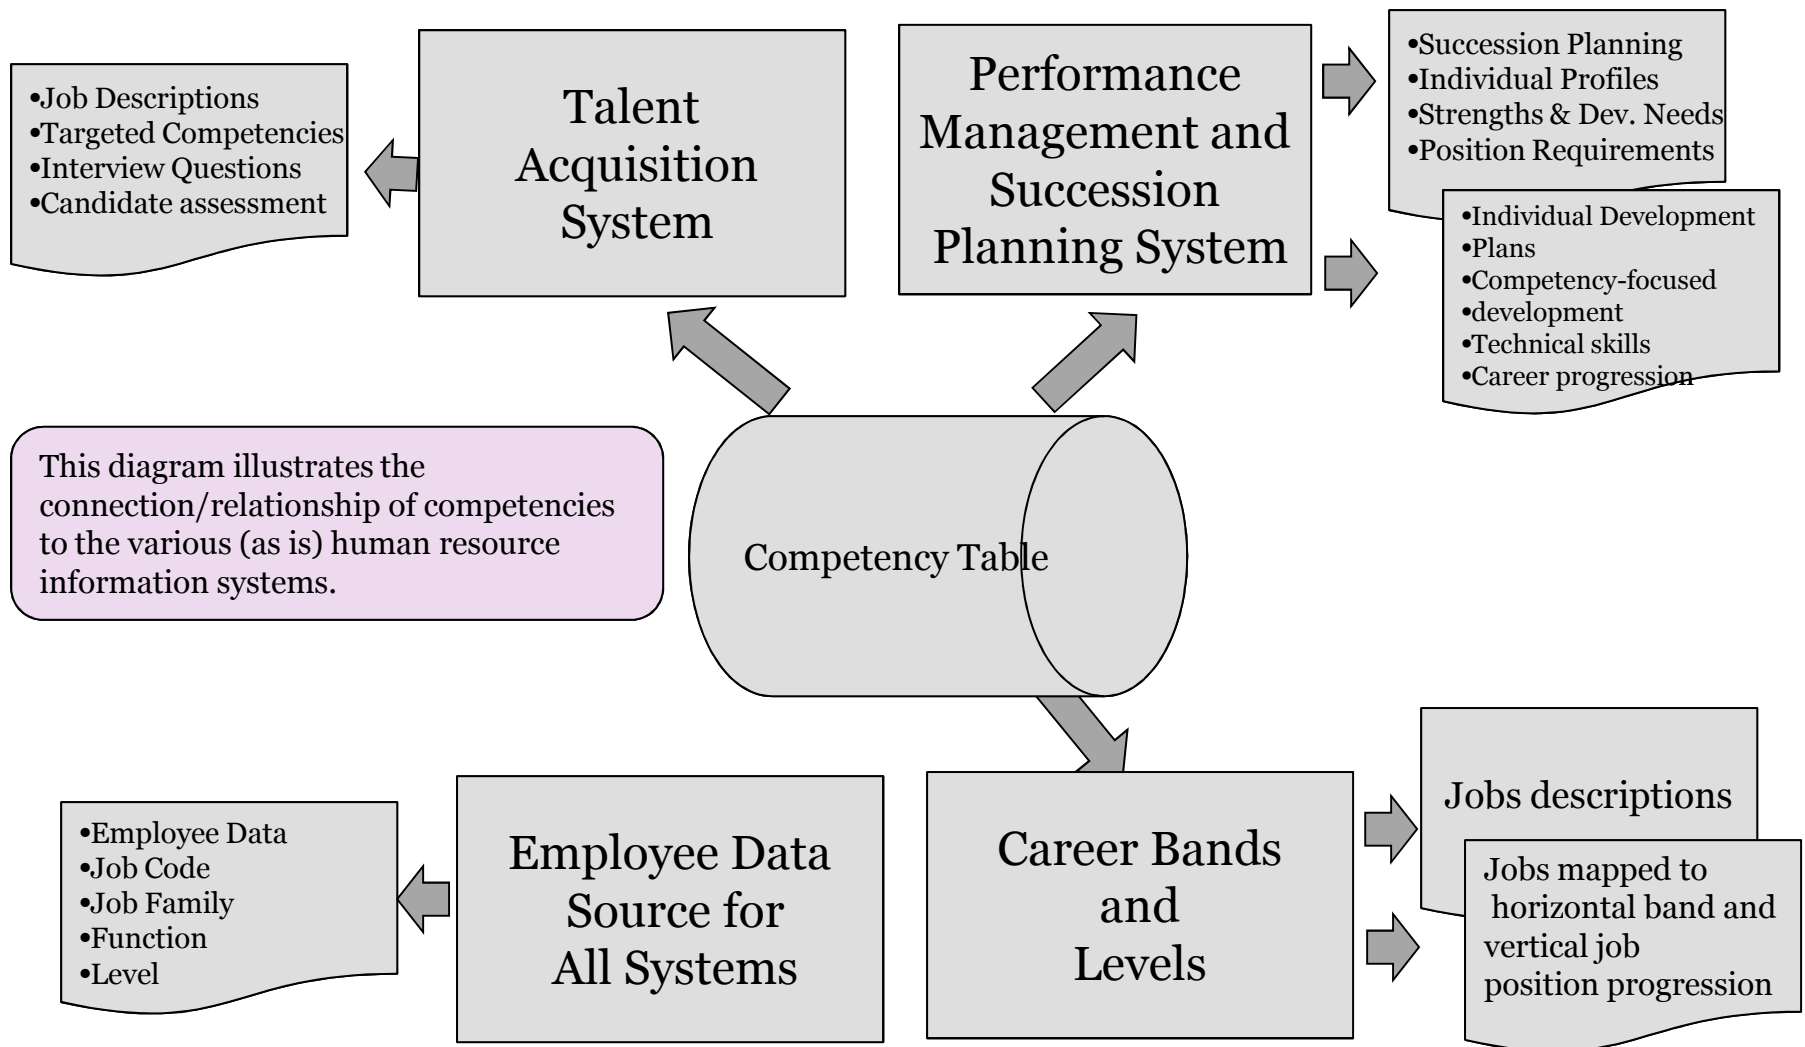 •Job Descriptions
•Targeted Competencies
•Interview Questions
•Candidate assessment
Talent
Acquisition
System
Performance
Management and
Succession
Planning System
•Succession Planning
•Individual Profiles
•Strengths & Dev. Needs
•Position Requirements
•Individual Development
•Plans
•Competency-focused
•development
•Technical skills
•Career progression
This diagram illustrates the
connection/relationship of competencies
to the various (as is) human resource
information systems.
Competency Table
•Employee Data
•Job Code
•Job Family
•Function
•Level
Employee Data
Source for
All Systems
Career Bands
and
Levels
Jobs descriptions
Jobs mapped to
horizontal band and
vertical job
position progression